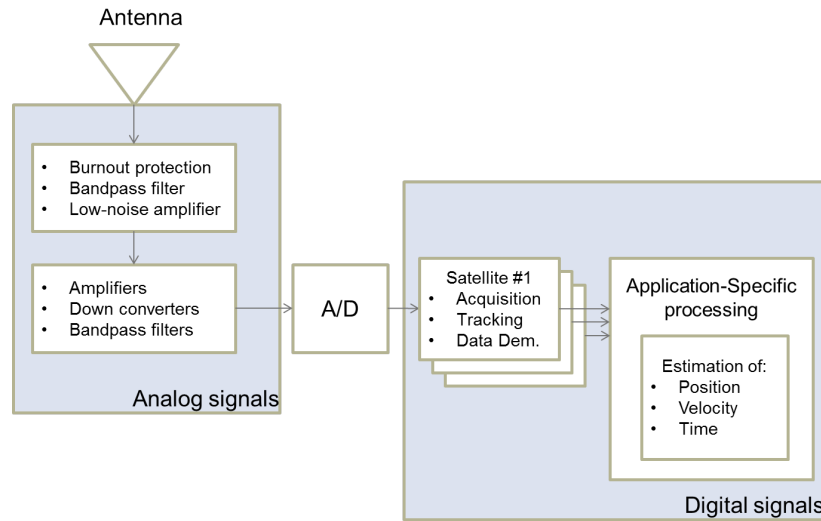 Antenna
• Burnout protection
• Bandpass filter
• Low-noise amplifier
• Amplifiers
• Down converters
• Bandpass filters
Analog signals
A/D
Satellite #1
• Acquisition
• Tracking
• Data Dem.
Application-Specific
processing
Estimation of:
• Position
• Velocity
• Time
Digital signals